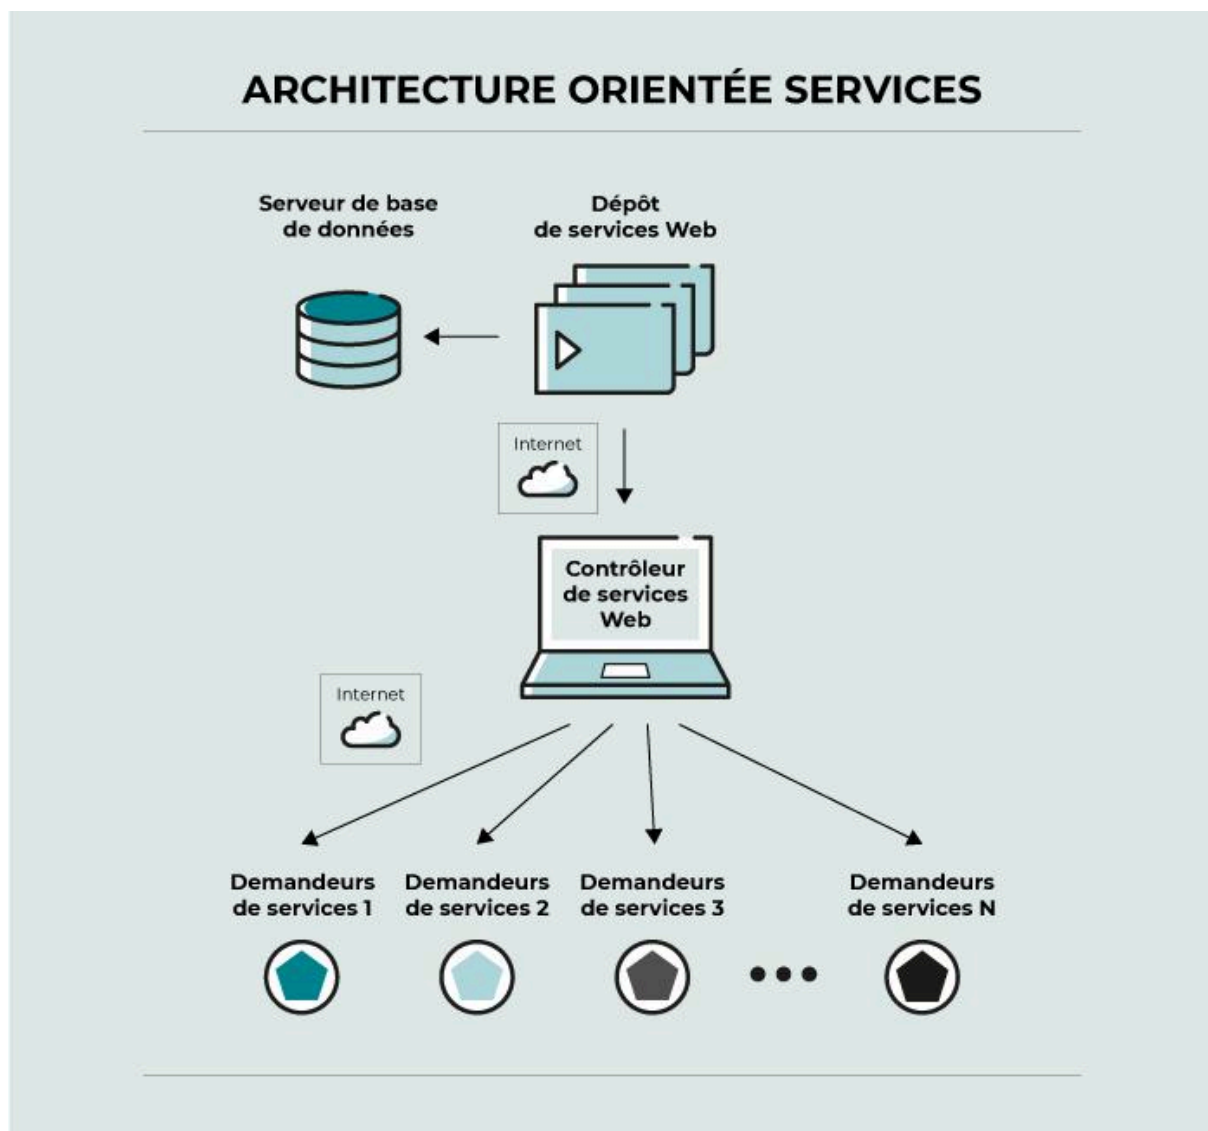 ARCHITECTURE ORIENTÉE SERVICES
Serveur de base
de données
Dépôt
de services Web
Internet
Contrôleur
de services
Web
Internet
Demandeurs
de services 1
Demandeurs
de services 2
Demandeurs
de services 3
Demandeurs
de services N